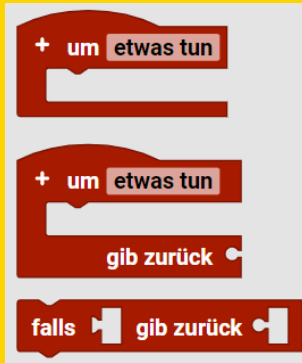 + um etwas tun
+ um etwas tun
gib zurück
falls gib zurück